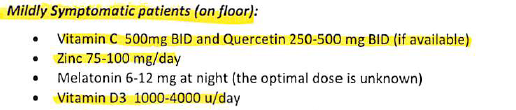 Mildly Symptomatic patients (on floor):
• Vitamin C 500mg BID and Quercetin 250-500 mg BID (if available)
• Zinc 75-100 mg/day
• Melatonin 6-12 mg at night (the optimal dose is unknown)
• Vitamin D3 1000-4000 u/day